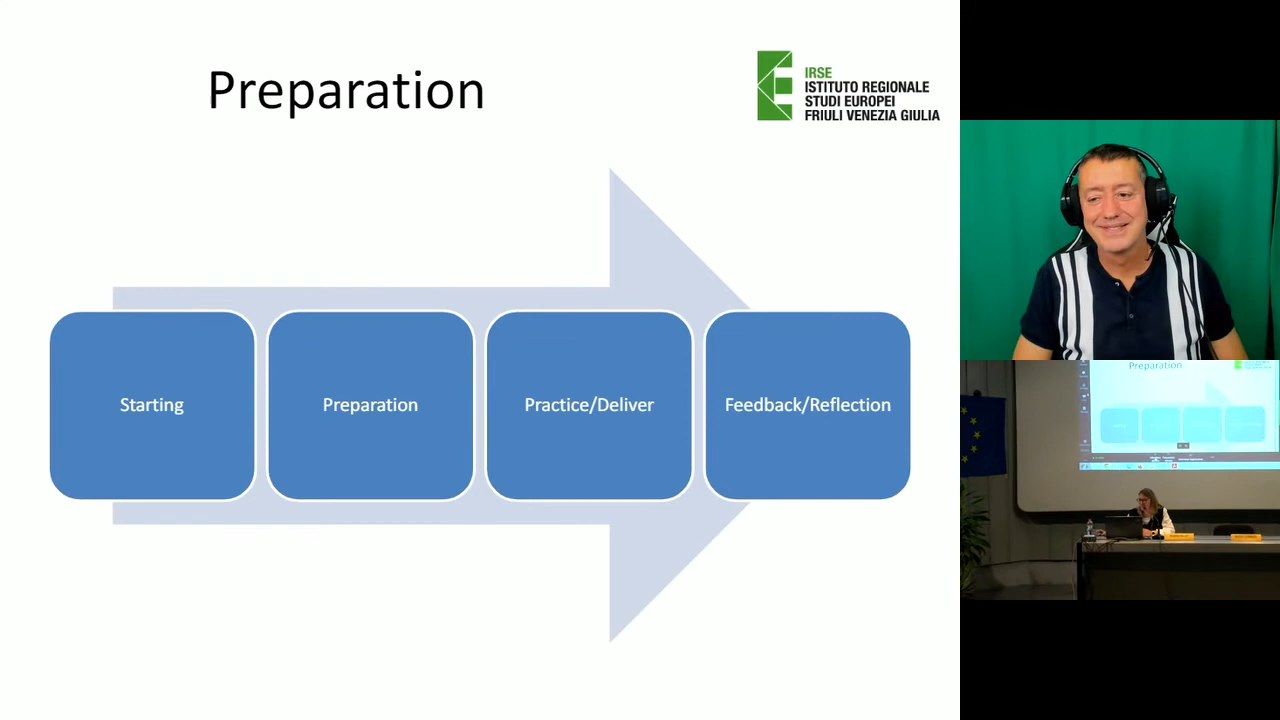 Preparation
IRSE
ISTITUTO REGIONALE
STUDI EUROPEI
FRIULI VENEZIA GIULIA
Starting
Preparation
Practice/Deliver
Feedback/Reflection
Preparation